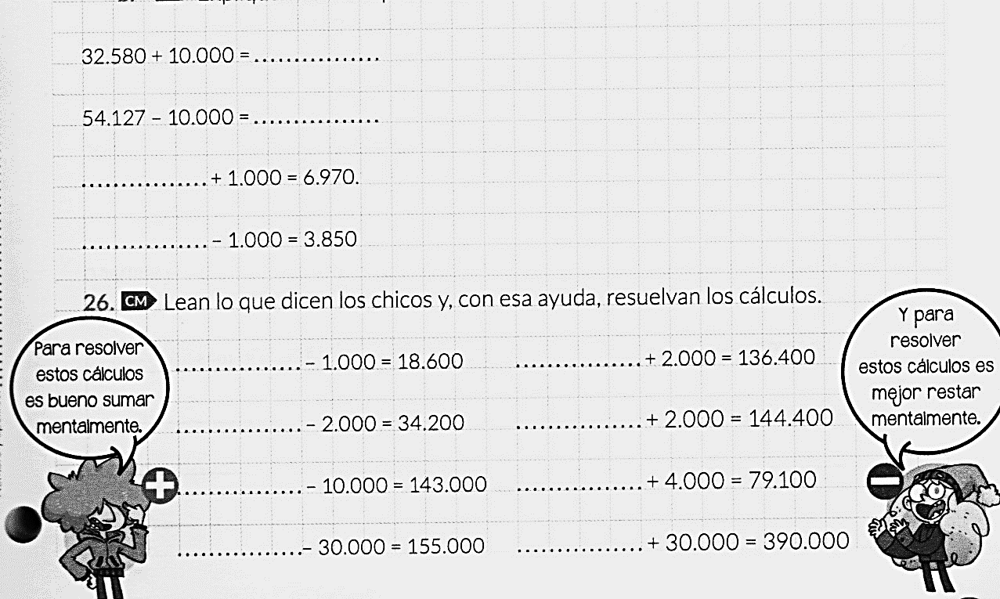 32.580 + 10.000 = ................
54.127 – 10.000 = ................
................ + 1.000 = 6.970.
................ – 1.000 = 3.850
26. CM Lean lo que dicen los chicos y, con esa ayuda, resuelvan los cálculos.
Para resolver
estos cálculos
es bueno sumar
mentalmente.
................ – 1.000 = 18.600
................ – 2.000 = 34.200
................ – 10.000 = 143.000
................ – 30.000 = 155.000
................ + 2.000 = 136.400
................ + 2.000 = 144.400
................ + 4.000 = 79.100
................ + 30.000 = 390.000
Y para
resolver
estos cálculos es
mejor restar
mentalmente.
+
–